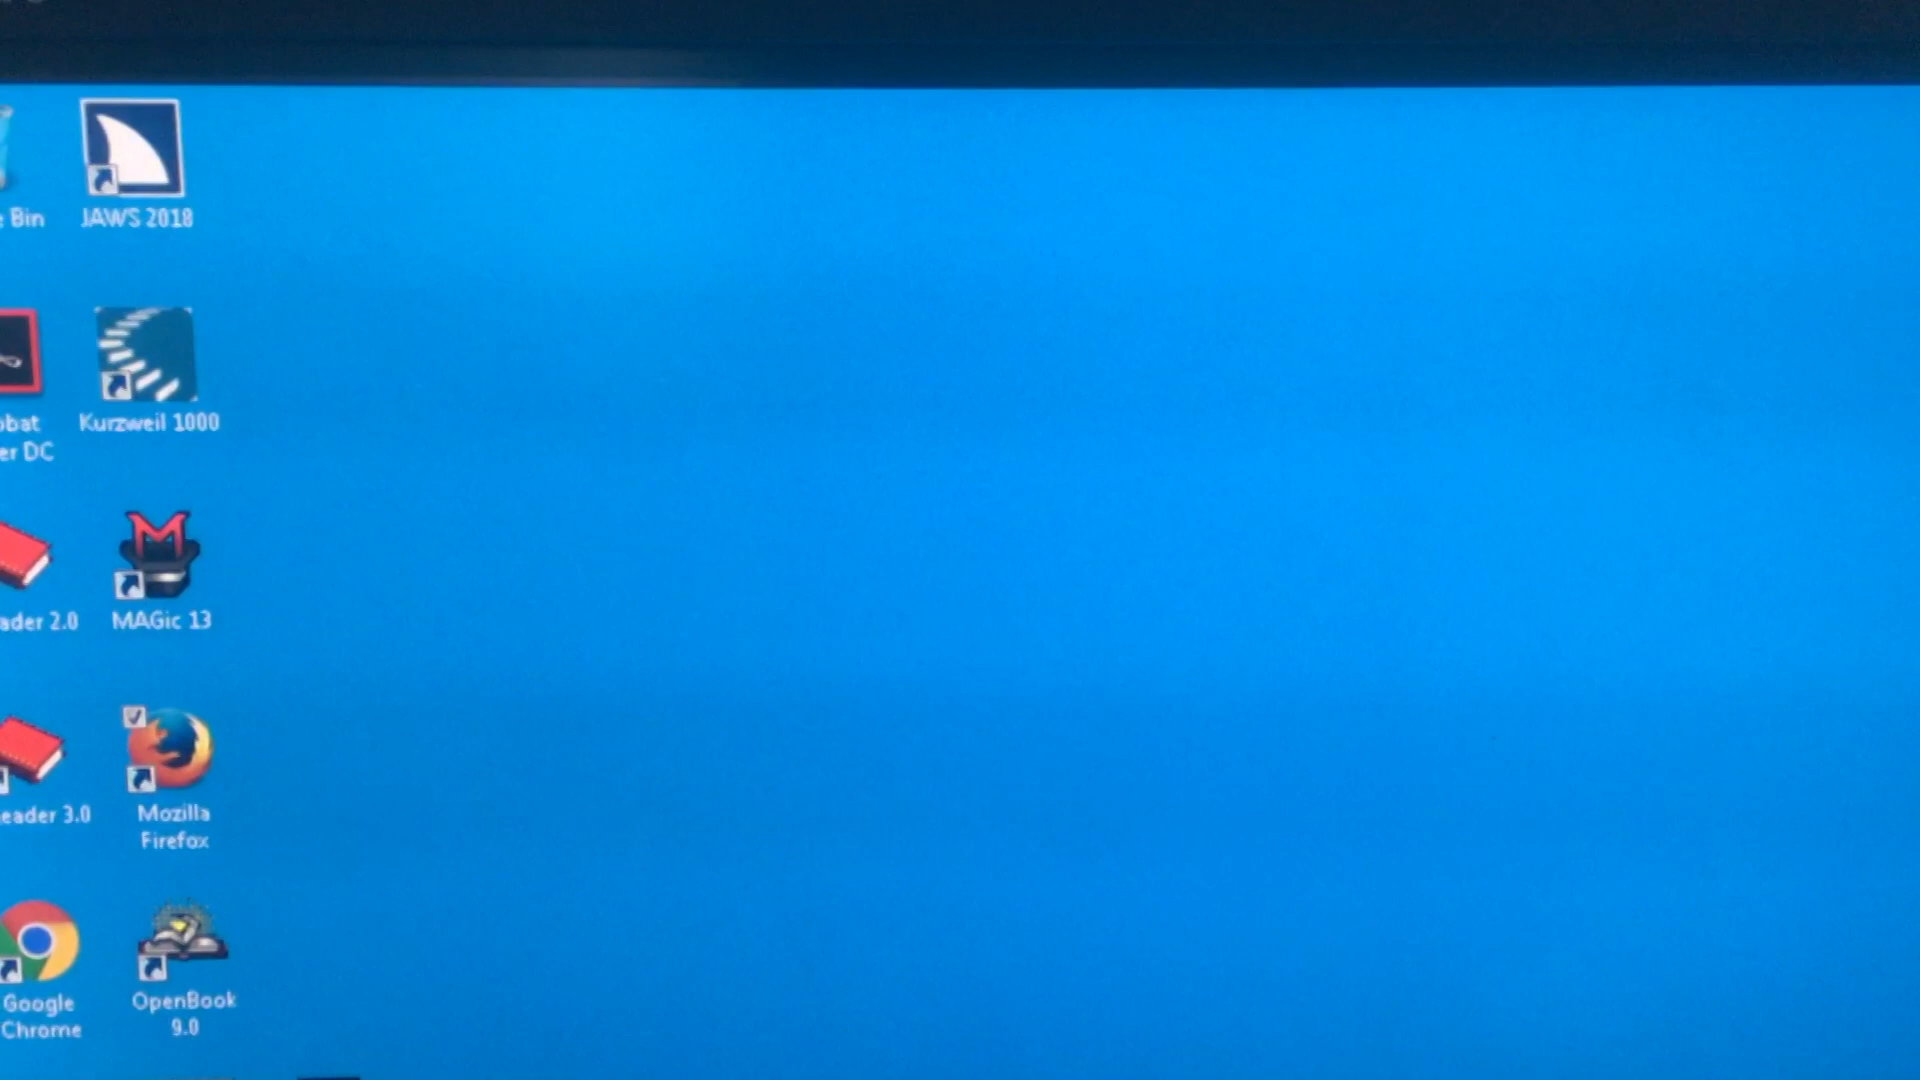 Bin
JAWS 2018
Kurzweil 1000
er DC
MAGic 13
ader 2.0
Mozilla
Firefox
eader 3.0
Google
Chrome
OpenBook
9.0